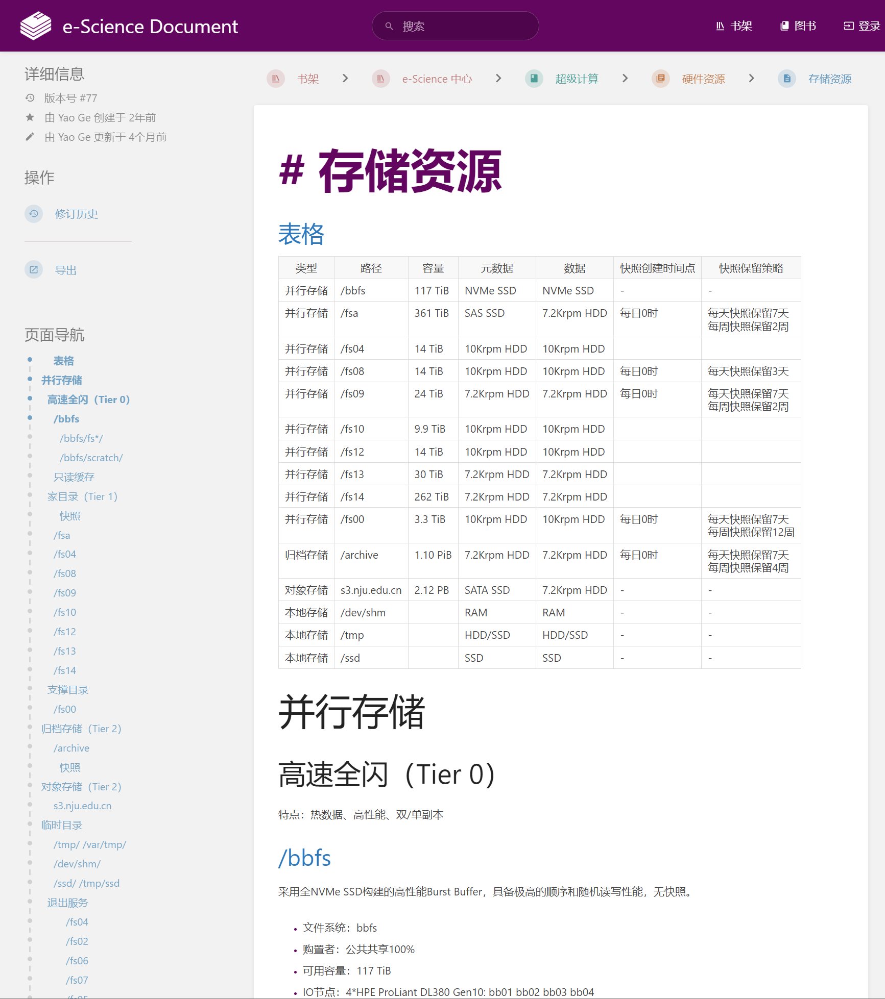 e-Science Document
搜索
书架
图书
登录
详细信息
版本号 #77
由 Yao Ge 创建于 2年前
由 Yao Ge 更新于 4个月前
操作
修订历史
导出
页面导航
表格
并行存储
高速全闪（Tier 0）
/bbfs
/bbfs/fs*/
/bbfs/scratch/
只读缓存
家目录（Tier 1）
快照
/fsa
/fs04
/fs08
/fs09
/fs10
/fs12
/fs13
/fs14
支撑目录
/fs00
归档存储（Tier 2）
/archive
快照
对象存储（Tier 2）
s3.nju.edu.cn
临时目录
/tmp/ /var/tmp/
/dev/shm/
/ssd/ /tmp/ssd
退出服务
/fs04
/fs02
/fs06
/fs07
书架 e-Science 中心 超级计算 硬件资源 存储资源
# 存储资源
表格
类型 路径 容量 元数据 数据 快照创建时间点 快照保留策略
并行存储 /bbfs 117 TiB NVMe SSD NVMe SSD - -
并行存储 /fsa 361 TiB SAS SSD 7.2Krpm HDD 每日0时 每天快照保留7天
每周快照保留2周
并行存储 /fs04 14 TiB 10Krpm HDD 10Krpm HDD
并行存储 /fs08 14 TiB 10Krpm HDD 10Krpm HDD 每日0时 每天快照保留3天
并行存储 /fs09 24 TiB 7.2Krpm HDD 7.2Krpm HDD 每日0时 每天快照保留7天
每周快照保留2周
并行存储 /fs10 9.9 TiB 10Krpm HDD 10Krpm HDD
并行存储 /fs12 14 TiB 10Krpm HDD 10Krpm HDD
并行存储 /fs13 30 TiB 7.2Krpm HDD 7.2Krpm HDD
并行存储 /fs14 262 TiB 7.2Krpm HDD 7.2Krpm HDD
并行存储 /fs00 3.3 TiB 10Krpm HDD 10Krpm HDD 每日0时 每天快照保留7天
每周快照保留12周
归档存储 /archive 1.10 PiB 7.2Krpm HDD 7.2Krpm HDD 每日0时 每天快照保留7天
每周快照保留4周
对象存储 s3.nju.edu.cn 2.12 PB SATA SSD 7.2Krpm HDD - -
本地存储 /dev/shm RAM RAM - -
本地存储 /tmp HDD/SSD HDD/SSD - -
本地存储 /ssd SSD SSD - -
并行存储
高速全闪（Tier 0）
特点：热数据、高性能、双/单副本
/bbfs
采用全NVMe SSD构建的高性能Burst Buffer，具备极高的顺序和随机读写性能，无快照。
• 文件系统：bbfs
• 购置者：公共共享100%
• 可用容量：117 TiB
• IO节点：4*HPE ProLiant DL380 Gen10: bb01 bb02 bb03 bb04